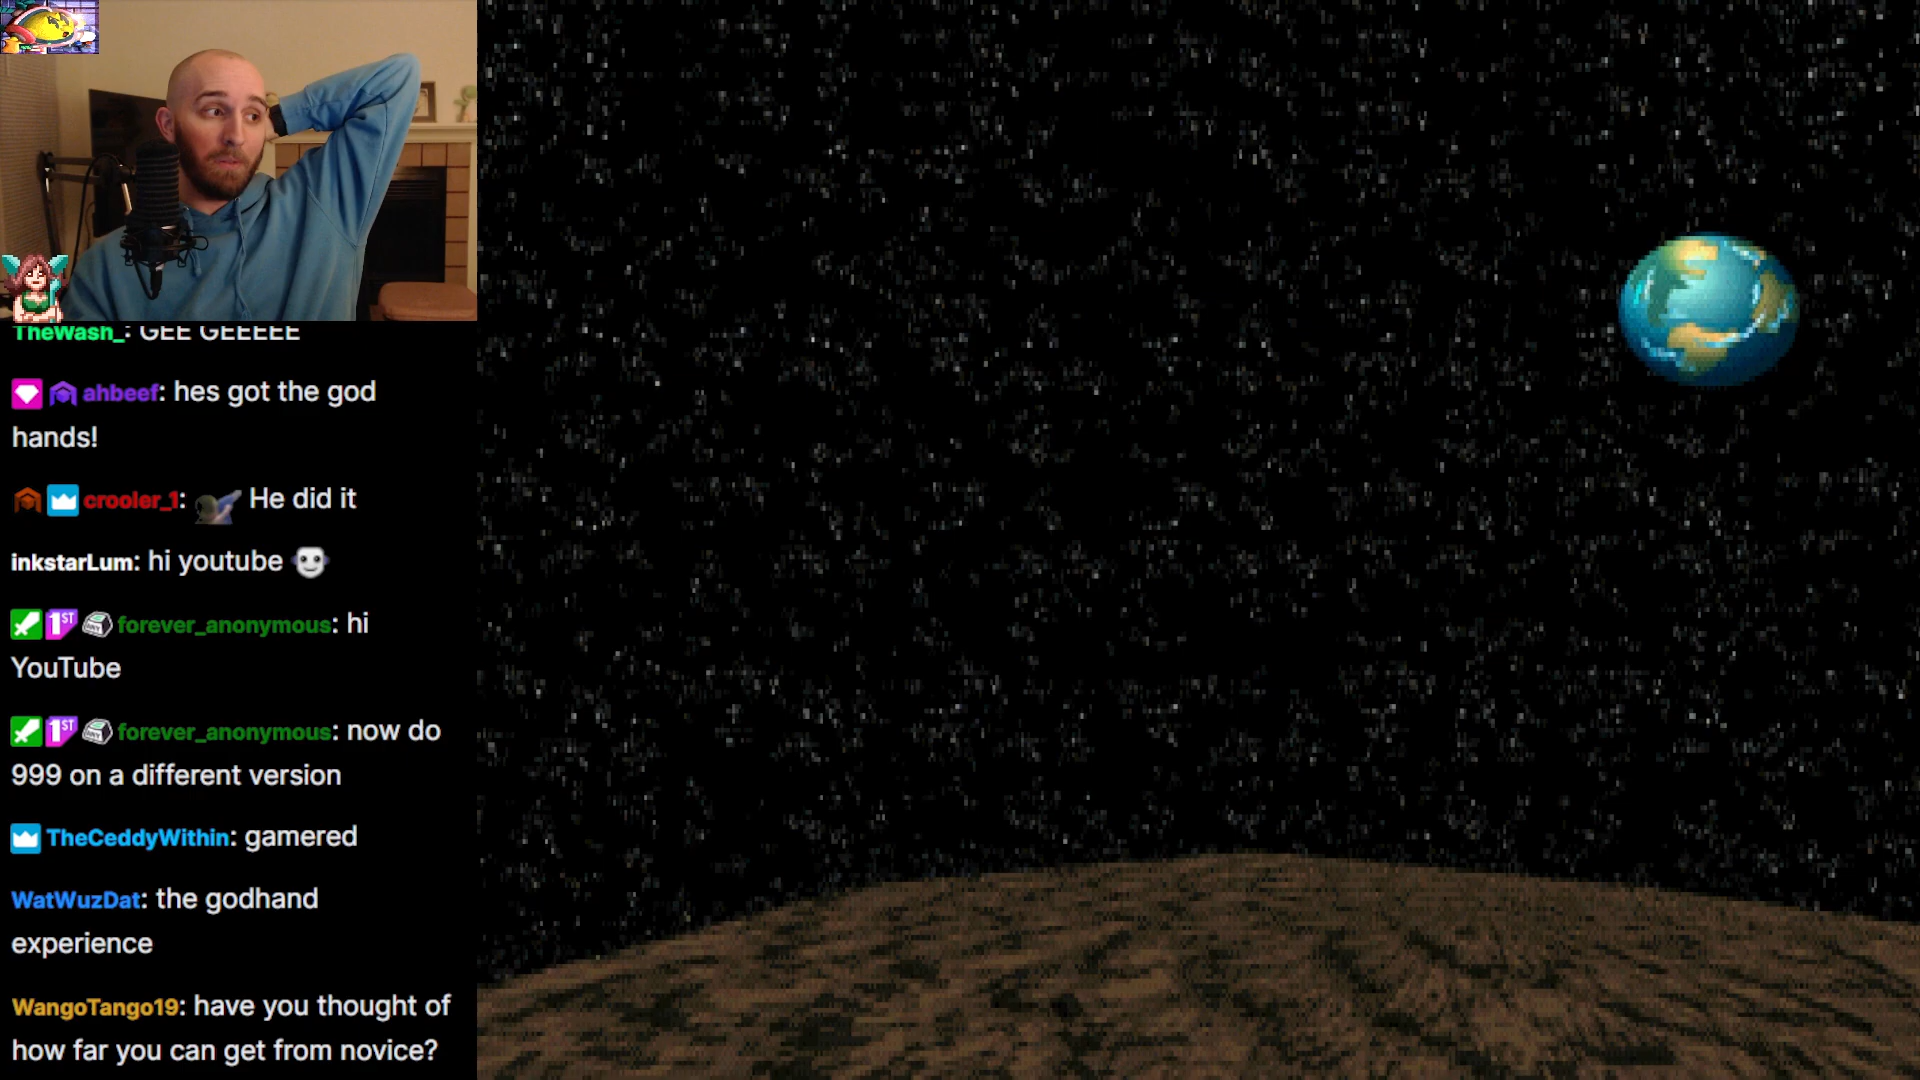 TheWash_: GEE GEEEEE
ahbeef: hes got the god
hands!
crooler_1: He did it
inkstarLum: hi youtube
1ST forever_anonymous: hi
YouTube
1ST forever_anonymous: now do
999 on a different version
TheCeddyWithin: gamered
WatWuzDat: the godhand
experience
WangoTango19: have you thought of
how far you can get from novice?